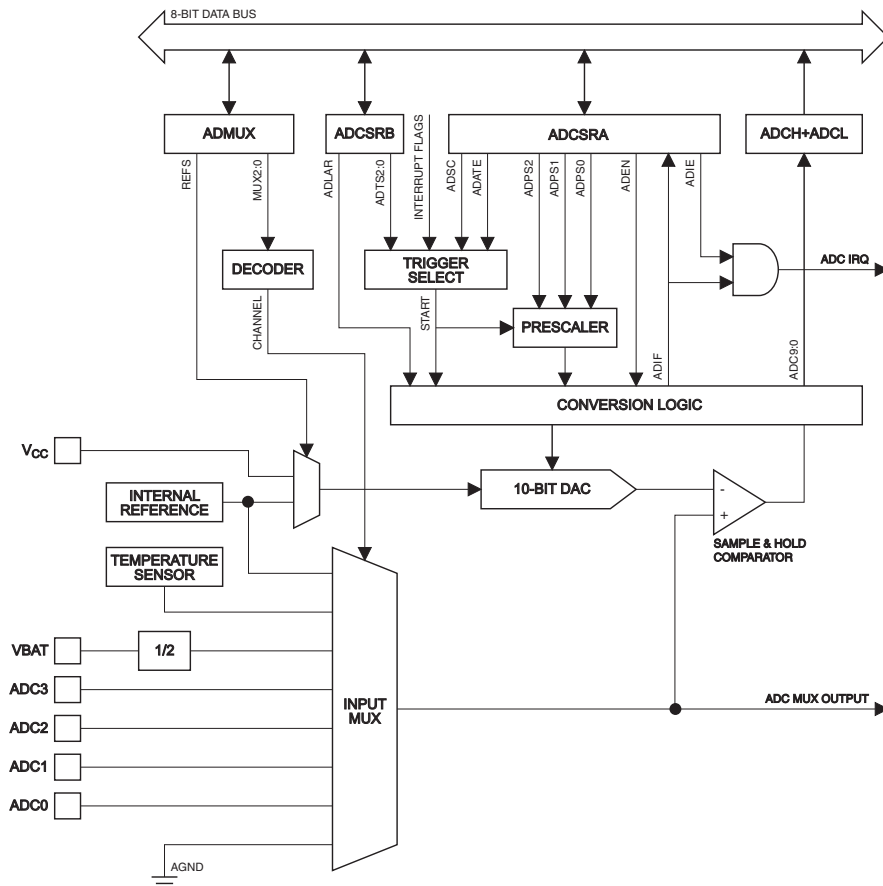 8-BIT DATA BUS
ADMUX
ADCSRB
ADCSRA
ADCH+ADCL
REFS
MUX2:0
ADLAR
ADTS2:0
INTERRUPT FLAGS
ADSC
ADATE
ADPS2
ADPS1
ADPS0
ADEN
ADIE
DECODER
TRIGGER
SELECT
ADC IRQ
CHANNEL
START
PRESCALER
ADIF
ADC9:0
CONVERSION LOGIC
VCC
INTERNAL
REFERENCE
10-BIT DAC
-
+
SAMPLE & HOLD
COMPARATOR
TEMPERATURE
SENSOR
VBAT
1/2
ADC3
INPUT
MUX
ADC MUX OUTPUT
ADC2
ADC1
ADC0
AGND